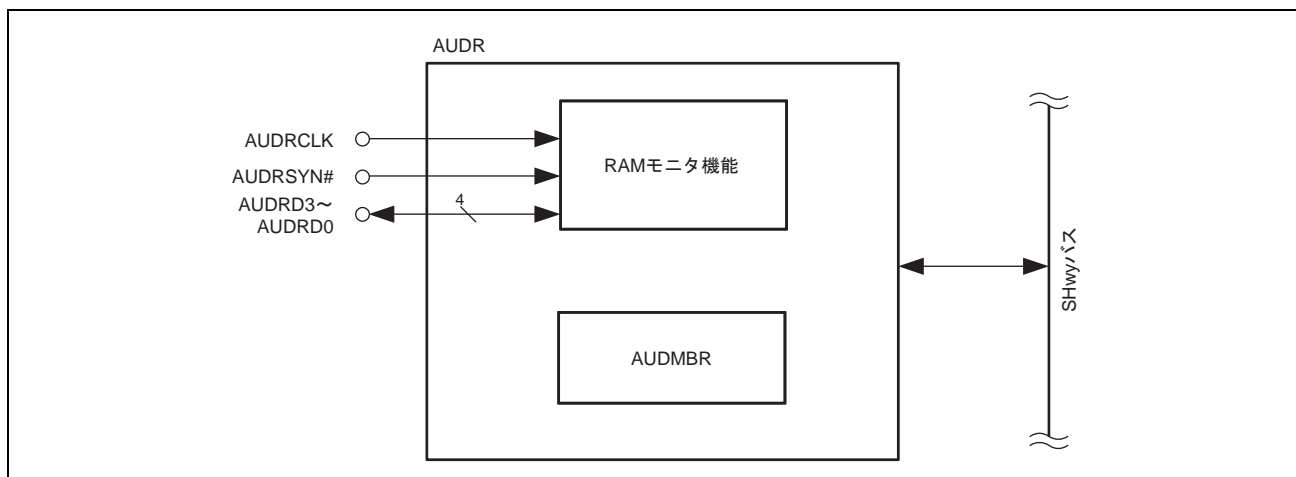 AUDR
AUDRCLK
AUDRSYN#
AUDRD3～
AUDRD0
4
RAMモニタ機能
AUDMBR
SHwyバス